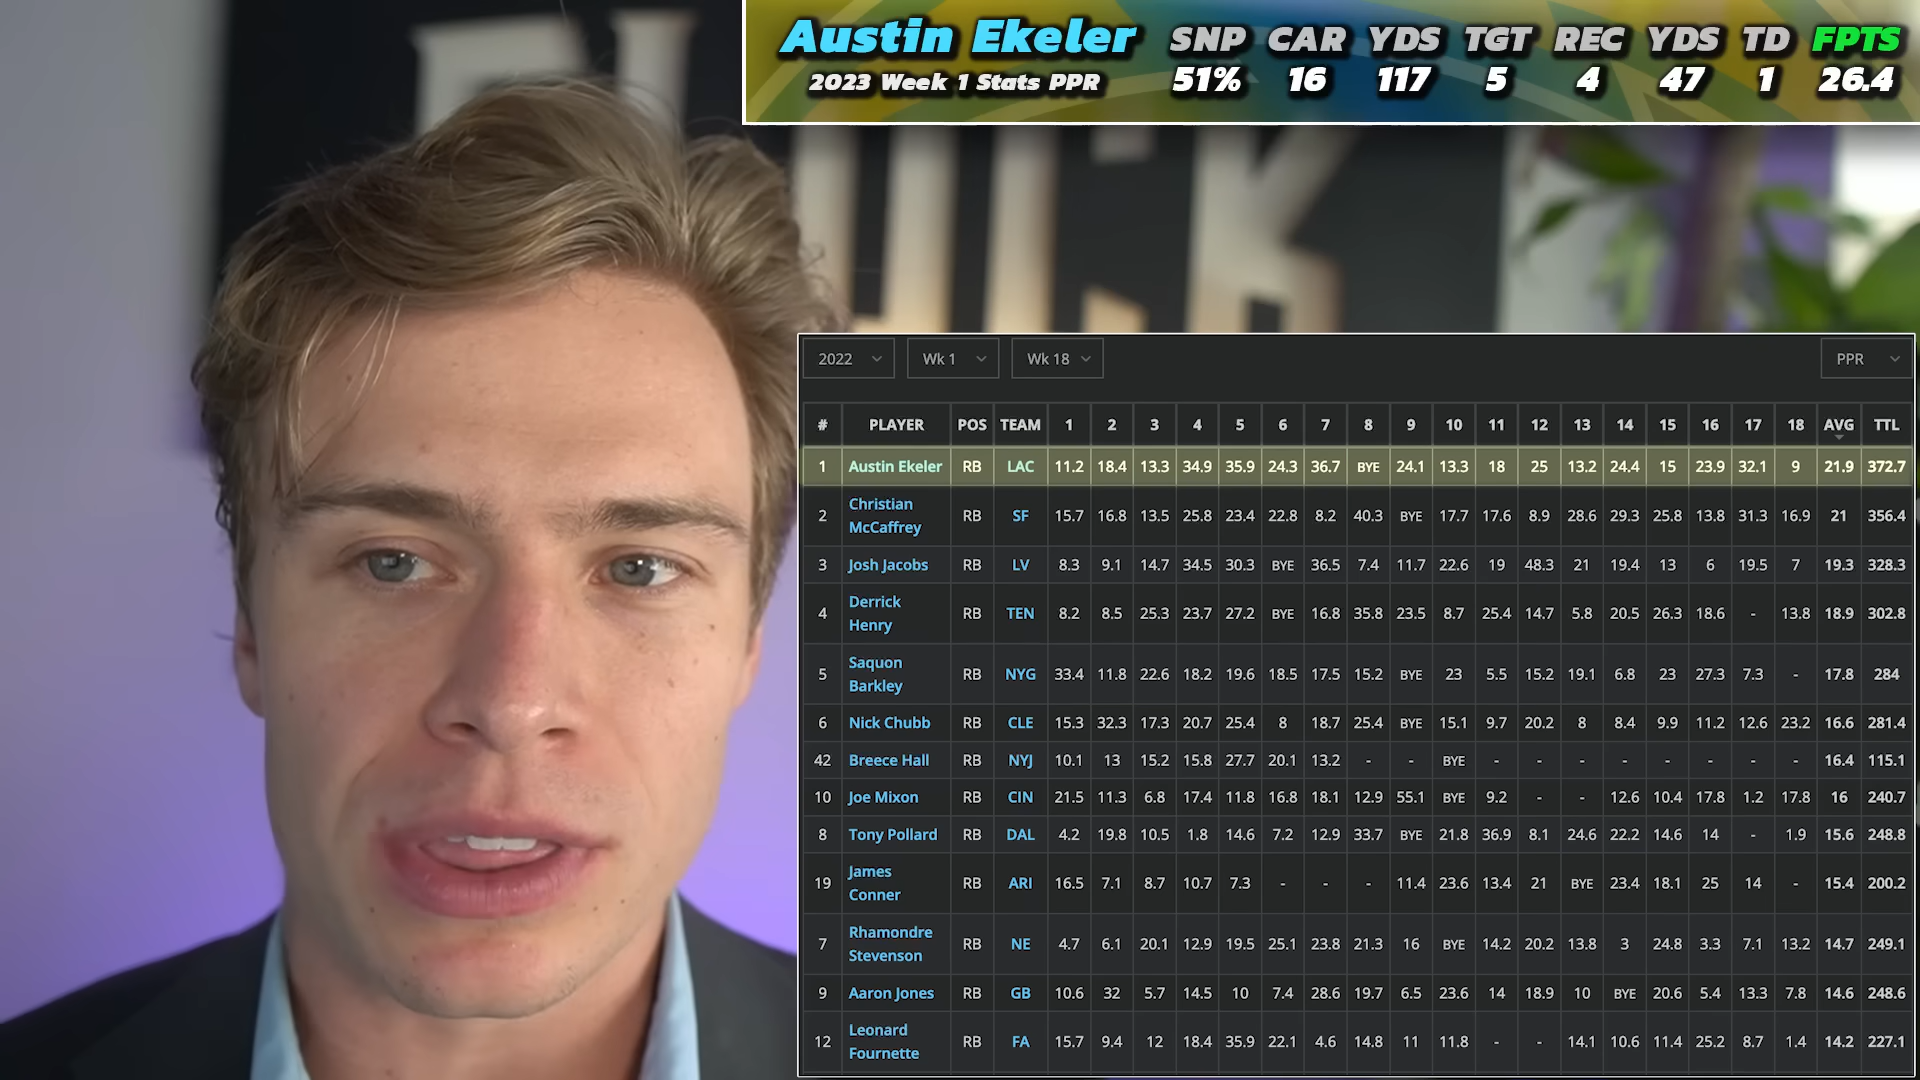 Austin Ekeler SNP CAR YDS TGT REC YDS TD FPTS
2023 Week 1 Stats PPR 51% 16 117 5 4 47 1 26.4
2022 Wk 1 Wk 18 PPR
# PLAYER POS TEAM 1 2 3 4 5 6 7 8 9 10 11 12 13 14 15 16 17 18 AVG TTL
1 Austin Ekeler RB LAC 11.2 18.4 13.3 34.9 35.9 24.3 36.7 BYE 24.1 13.3 18 25 13.2 24.4 15 23.9 32.1 9 21.9 372.7
2 Christian McCaffrey RB SF 15.7 16.8 13.5 25.8 23.4 22.8 8.2 40.3 BYE 17.7 17.6 8.9 28.6 29.3 25.8 13.8 31.3 16.9 21 356.4
3 Josh Jacobs RB LV 8.3 9.1 14.7 34.5 30.3 BYE 36.5 7.4 11.7 22.6 19 48.3 21 19.4 13 6 19.5 7 19.3 328.3
4 Derrick Henry RB TEN 8.2 8.5 25.3 23.7 27.2 BYE 16.8 35.8 23.5 8.7 25.4 14.7 5.8 20.5 26.3 18.6 - 13.8 18.9 302.8
5 Saquon Barkley RB NYG 33.4 11.8 22.6 18.2 19.6 18.5 17.5 15.2 BYE 23 5.5 15.2 19.1 6.8 23 27.3 7.3 - 17.8 284
6 Nick Chubb RB CLE 15.3 32.3 17.3 20.7 25.4 8 18.7 25.4 BYE 15.1 9.7 20.2 8 8.4 9.9 11.2 12.6 23.2 16.6 281.4
42 Breece Hall RB NYJ 10.1 13 15.2 15.8 27.7 20.1 13.2 - - BYE - - - - - - - - 16.4 115.1
10 Joe Mixon RB CIN 21.5 11.3 6.8 17.4 11.8 16.8 18.1 12.9 55.1 BYE 9.2 - - 12.6 10.4 17.8 1.2 17.8 16 240.7
8 Tony Pollard RB DAL 4.2 19.8 10.5 1.8 14.6 7.2 12.9 33.7 BYE 21.8 36.9 8.1 24.6 22.2 14.6 14 - 1.9 15.6 248.8
19 James Conner RB ARI 16.5 7.1 8.7 10.7 7.3 - - - 11.4 23.6 13.4 21 BYE 23.4 18.1 25 14 - 15.4 200.2
7 Rhamondre Stevenson RB NE 4.7 6.1 20.1 12.9 19.5 25.1 23.8 21.3 16 BYE 14.2 20.2 13.8 3 24.8 3.3 7.1 13.2 14.7 249.1
9 Aaron Jones RB GB 10.6 32 5.7 14.5 10 7.4 28.6 19.7 6.5 23.6 14 18.9 10 BYE 20.6 5.4 13.3 7.8 14.6 248.6
12 Leonard Fournette RB FA 15.7 9.4 12 18.4 35.9 22.1 4.6 14.8 11 11.8 - - 14.1 10.6 11.4 25.2 8.7 1.4 14.2 227.1